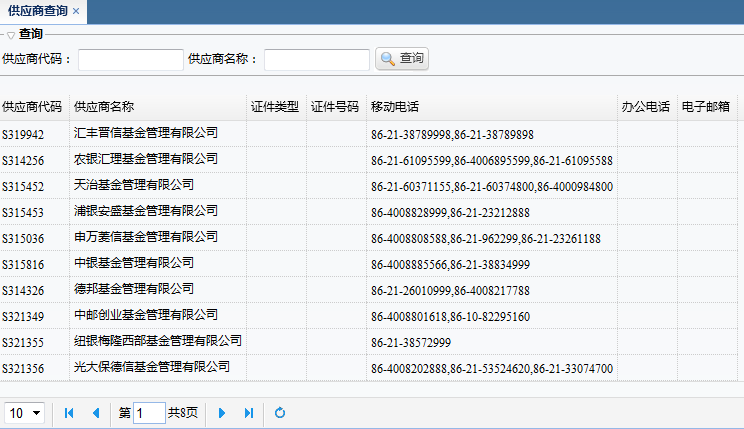 供应商查询 ×
查询
供应商代码： 供应商名称： 查询
供应商代码 供应商名称 证件类型 证件号码 移动电话 办公电话 电子邮箱
S319942 汇丰晋信基金管理有限公司 86-21-38789998,86-21-38789898
S314256 农银汇理基金管理有限公司 86-21-61095599,86-4006895599,86-21-61095588
S315452 天治基金管理有限公司 86-21-60371155,86-21-60374800,86-4000984800
S315453 浦银安盛基金管理有限公司 86-4008828999,86-21-23212888
S315036 申万菱信基金管理有限公司 86-4008808588,86-21-962299,86-21-23261188
S315816 中银基金管理有限公司 86-4008885566,86-21-38834999
S314326 德邦基金管理有限公司 86-21-26010999,86-4008217788
S321349 中邮创业基金管理有限公司 86-4008801618,86-10-82295160
S321355 纽银梅隆西部基金管理有限公司 86-21-38572999
S321356 光大保德信基金管理有限公司 86-4008202888,86-21-53524620,86-21-33074700
10 第 1 共8页